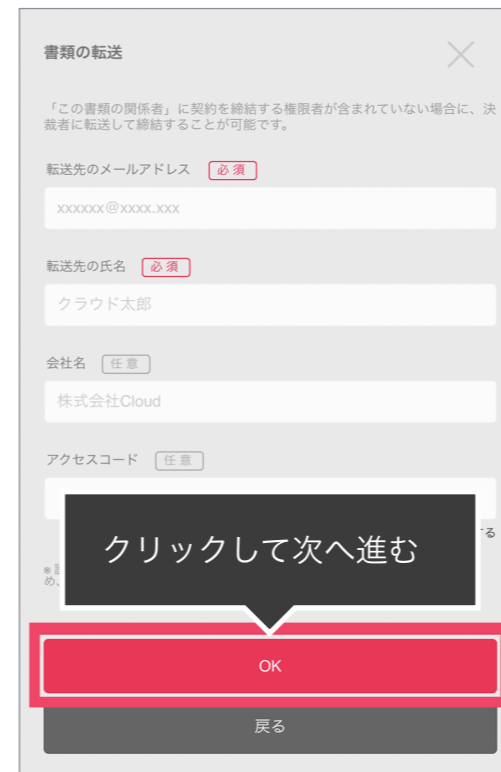 書類の転送
「この書類の関係者」に契約を締結する権限者が含まれていない場合に、決
裁者に転送して締結することが可能です。
転送先のメールアドレス 必須
xxxxxx@xxxx.xxx
転送先の氏名 必須
クラウド太郎
会社名 任意
株式会社Cloud
アクセスコード 任意
する
クリックして次へ進む
め、
OK
戻る